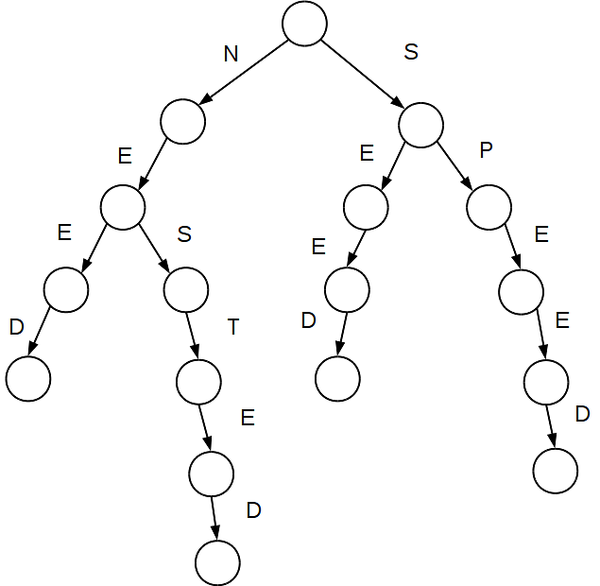 N S
E E P
E S E E
D T D E
E D
D